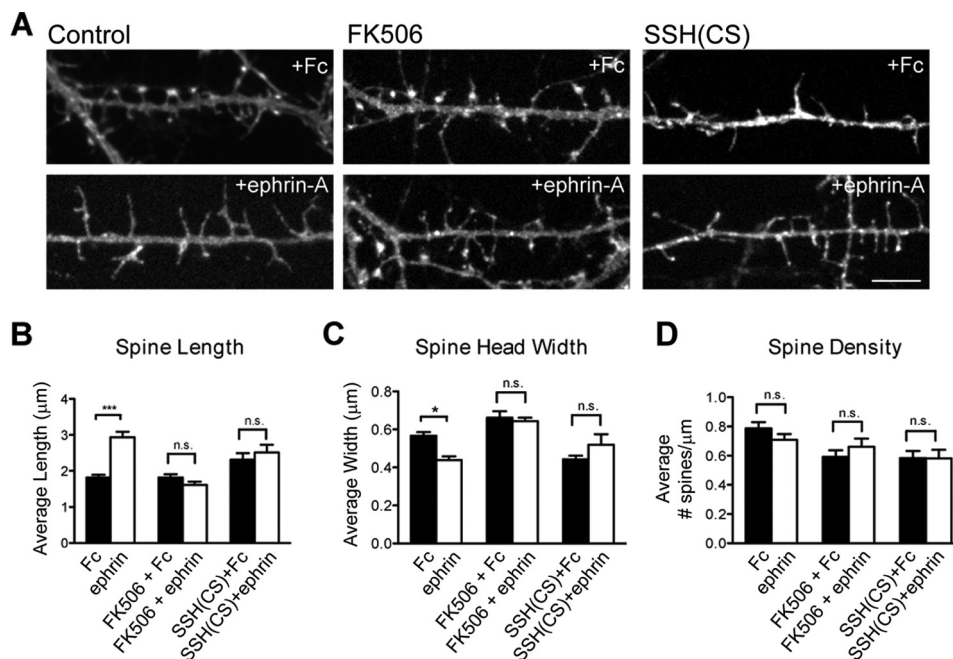 A
Control
FK506
SSH(CS)
+Fc
+Fc
+Fc
+ephrin-A
+ephrin-A
+ephrin-A
B
Spine Length
Average Length (μm)
4
3
2
1
0
***
n.s.
n.s.
Fc
ephrin
FK506 + Fc
FK506 + ephrin
SSH(CS)+Fc
SSH(CS)+ephrin
C
Spine Head Width
Average Width (μm)
0.8
0.6
0.4
0.2
0.0
*
n.s.
n.s.
Fc
ephrin
FK506 + Fc
FK506 + ephrin
SSH(CS)+Fc
SSH(CS)+ephrin
D
Spine Density
Average
# spines/μm
1.0
0.8
0.6
0.4
0.2
0.0
n.s.
n.s.
n.s.
Fc
ephrin
FK506 + Fc
FK506 + ephrin
SSH(CS)+Fc
SSH(CS)+ephrin